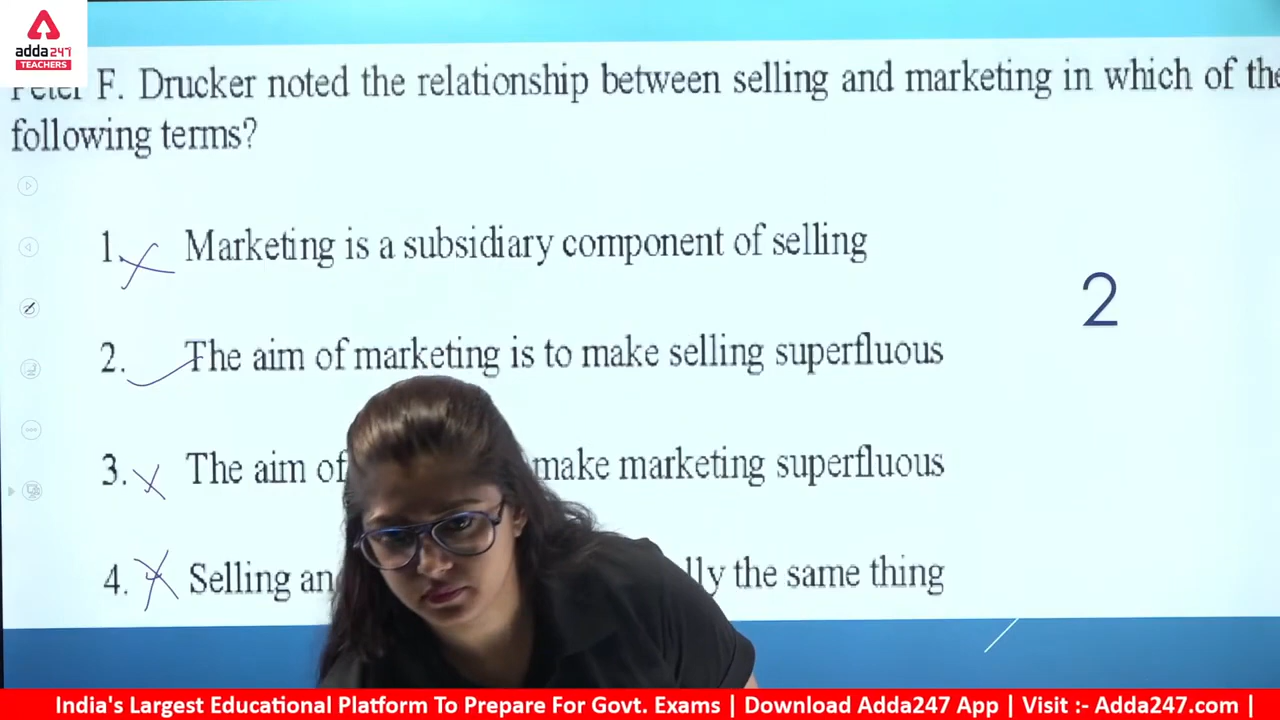 adda247
TEACHERS
F. Drucker noted the relationship between selling and marketing in which of the
following terms?
1. Marketing is a subsidiary component of selling
2
2. The aim of marketing is to make selling superfluous
3. The aim of make marketing superfluous
4. Selling the same thing
India's Largest Educational Platform To Prepare For Govt. Exams | Download Adda247 App | Visit :- Adda247.com |